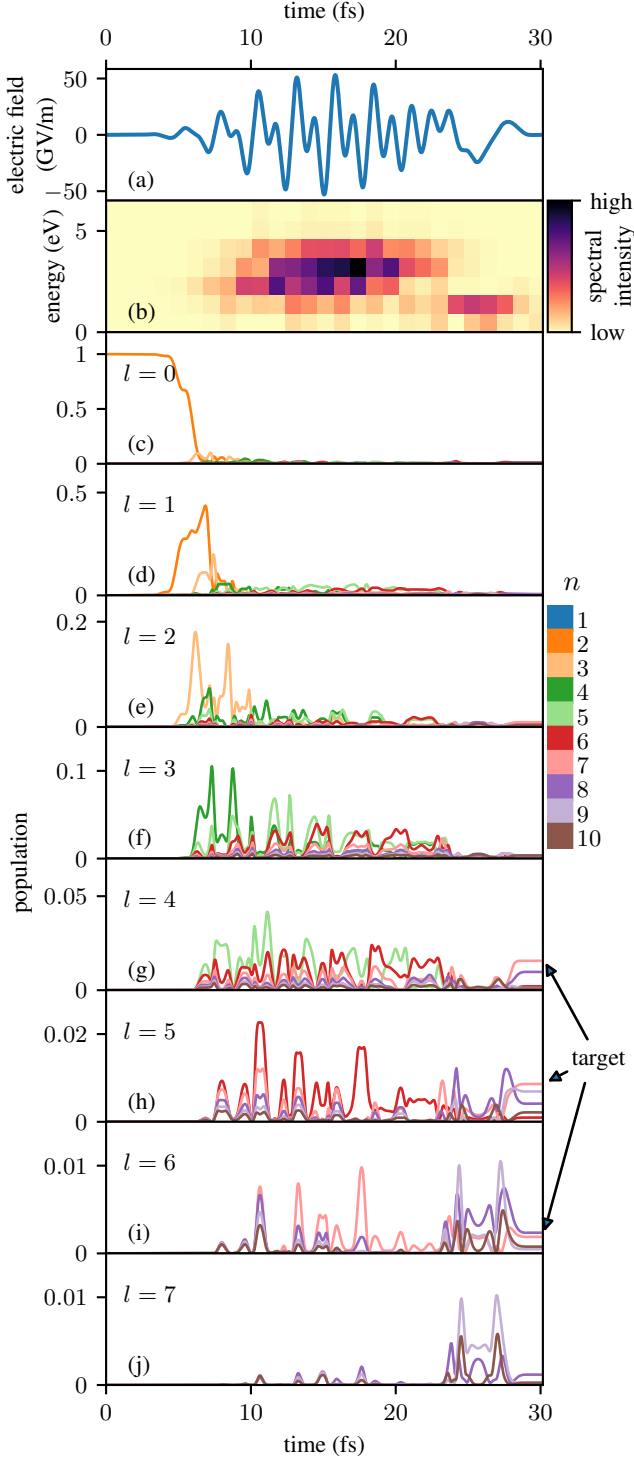 time (fs)
0 10 20 30
electric field
(GV/m)
50
0
−50
(a)
energy (eV)
5
0
(b)
high
spectral
intensity
low
1
0.5
0
l = 0
(c)
0.5
0
l = 1
(d)
n
1
2
3
4
5
6
7
8
9
10
0.2
0
l = 2
(e)
population
0.1
0
l = 3
(f)
0.05
0
l = 4
(g)
target
0.02
0
l = 5
(h)
0.01
0
l = 6
(i)
0.01
0
l = 7
(j)
0 10 20 30
time (fs)